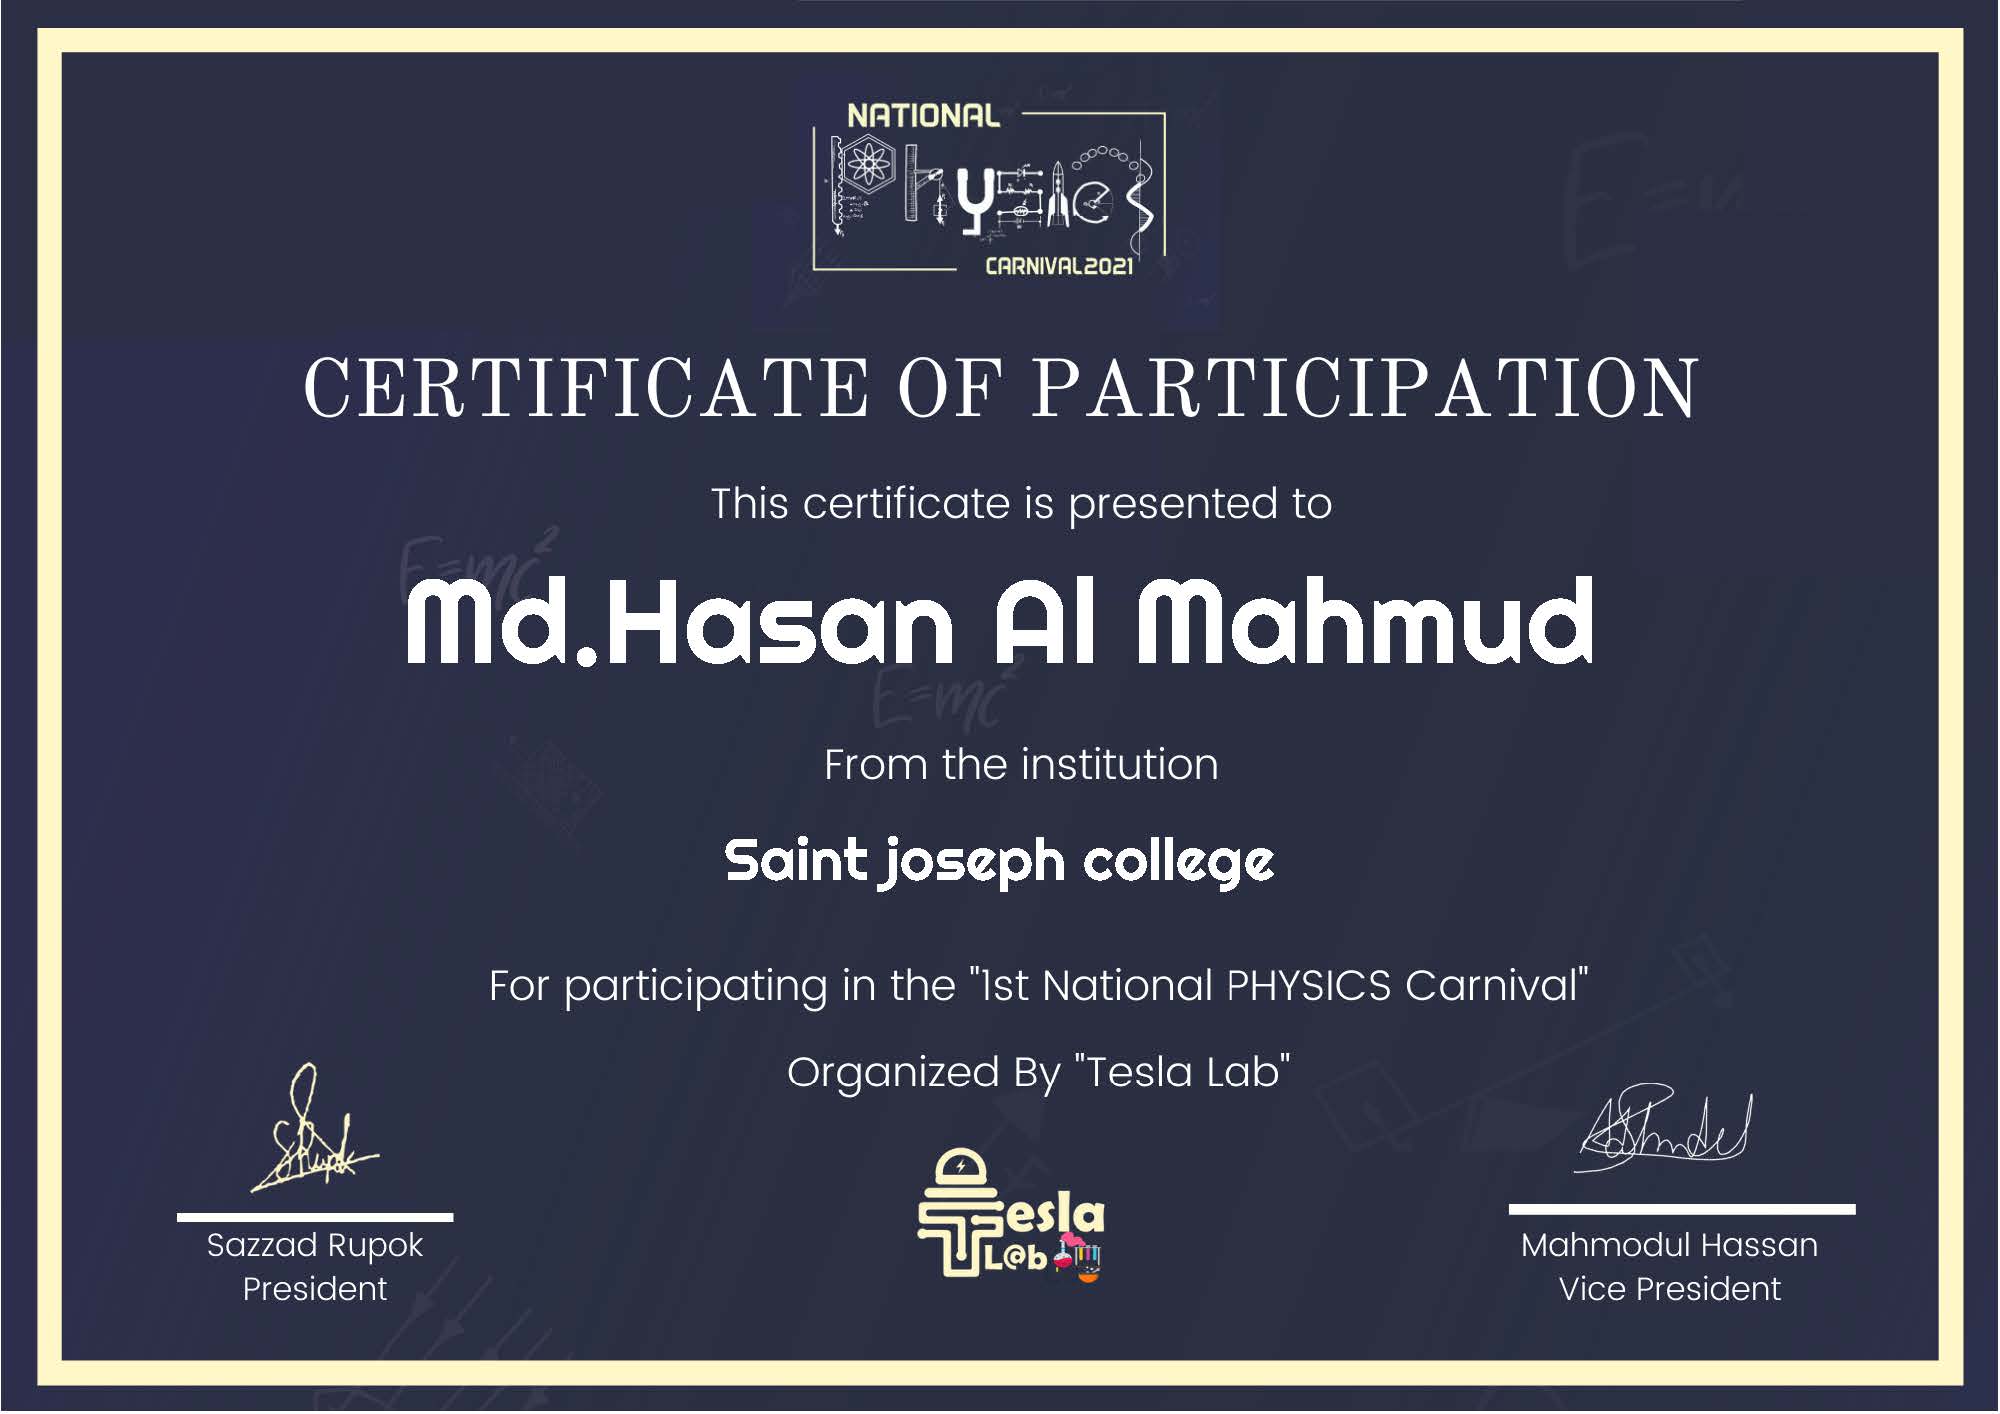 NATIONAL
Physics
CARNIVAL2021
CERTIFICATE OF PARTICIPATION
This certificate is presented to
E=mc²
Md.Hasan Al Mahmud
E=mc²
From the institution
Saint joseph college
For participating in the "1st National PHYSICS Carnival"
Organized By "Tesla Lab"
Tesla
L@b
Sazzad Rupok
President
Mahmodul Hassan
Vice President